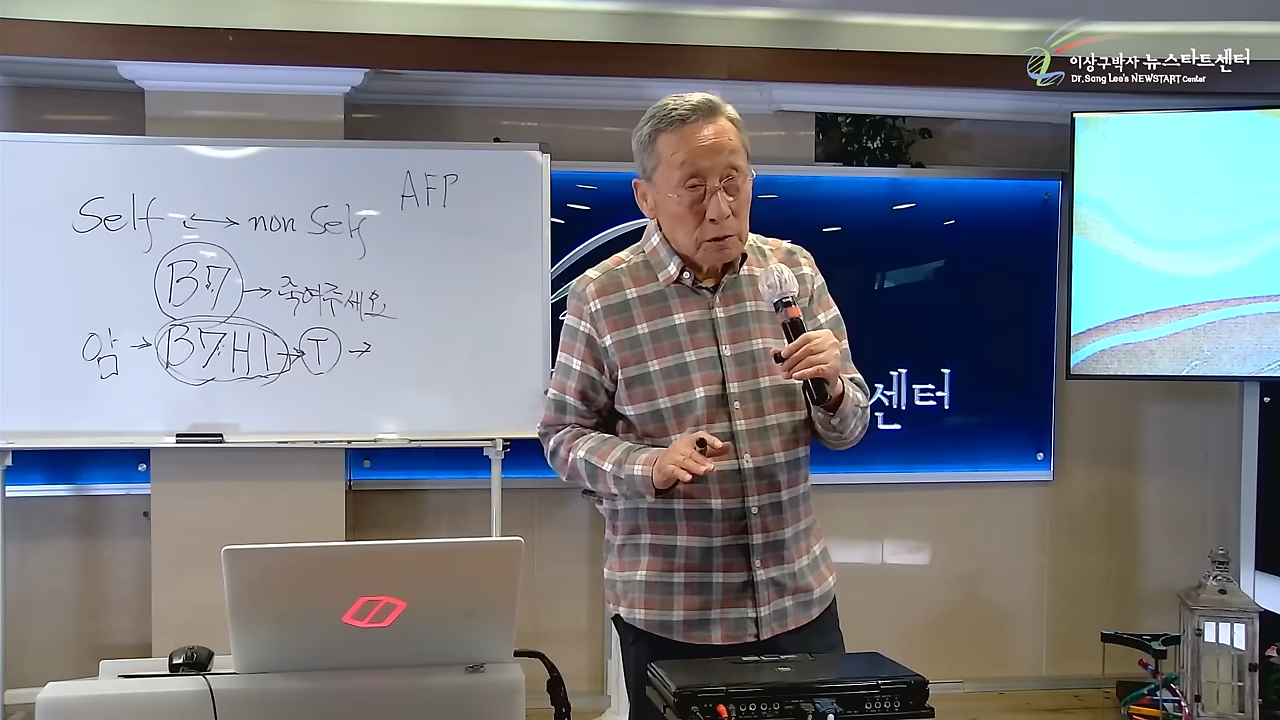 이상구박사 뉴스타트센터
Dr.Sang Lee's NEWSTART Center
AFP
Self ↔ non Self
B7 → 죽여주세요
암 → B7H1 → T →
센터